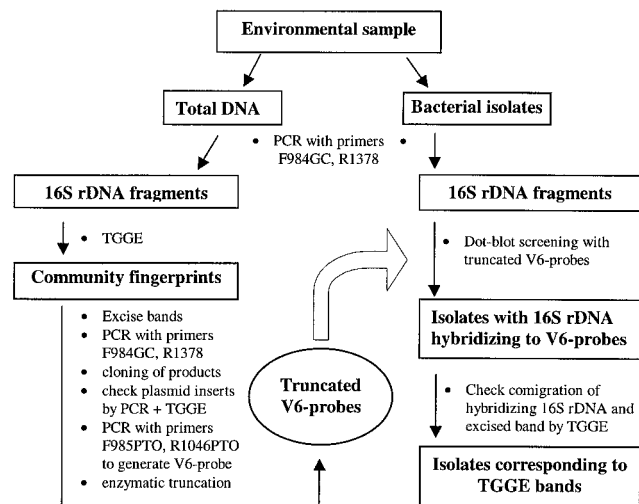 Environmental sample
Total DNA
Bacterial isolates
• PCR with primers •
F984GC, R1378
16S rDNA fragments
16S rDNA fragments
• TGGE
• Dot-blot screening with
truncated V6-probes
Community fingerprints
• Excise bands
• PCR with primers
F984GC, R1378
• cloning of products
• check plasmid inserts
by PCR + TGGE
• PCR with primers
F985PTO, R1046PTO
to generate V6-probe
• enzymatic truncation
Truncated
V6-probes
Isolates with 16S rDNA
hybridizing to V6-probes
• Check comigration of
hybridizing 16S rDNA and
excised band by TGGE
Isolates corresponding to
TGGE bands